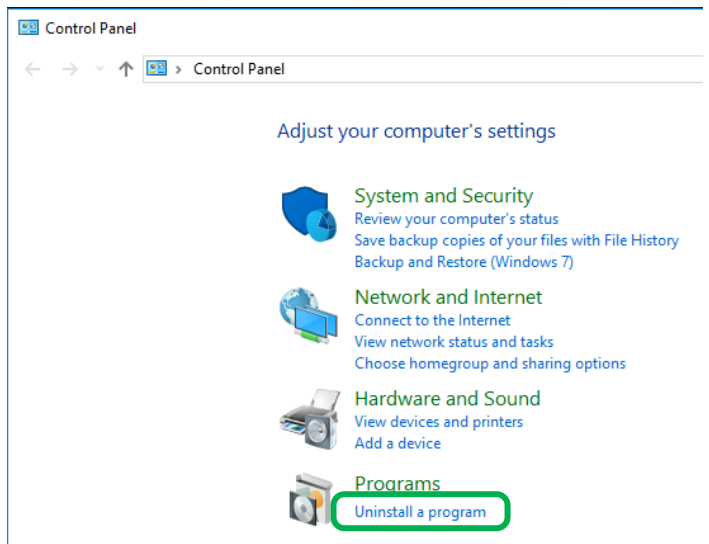 Control Panel
Control Panel
Adjust your computer's settings
System and Security
Review your computer's status
Save backup copies of your files with File History
Backup and Restore (Windows 7)
Network and Internet
Connect to the Internet
View network status and tasks
Choose homegroup and sharing options
Hardware and Sound
View devices and printers
Add a device
Programs
Uninstall a program